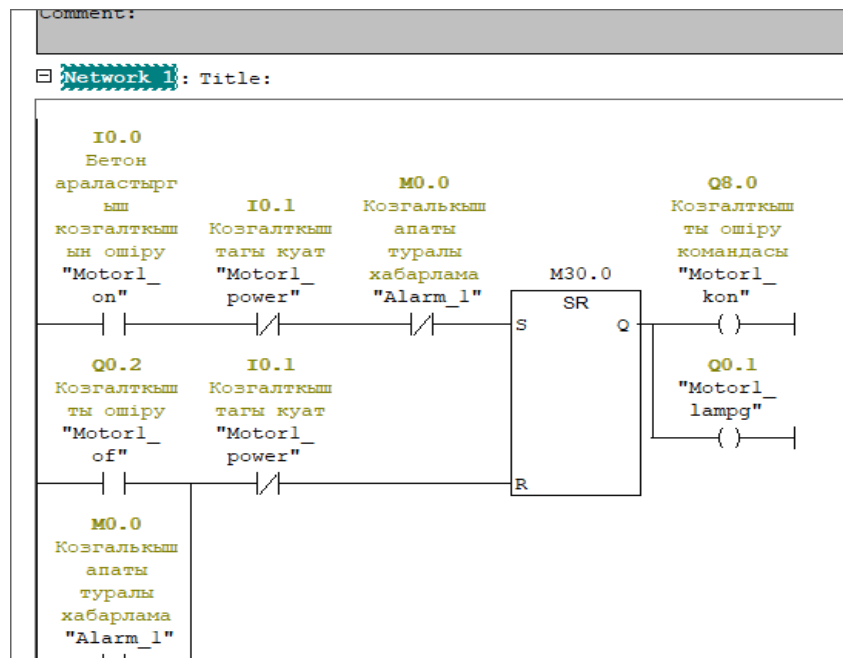 Comment:
Network 1: Title:
I0.0
Бетон
араластырг
ыш
козгалткыш
ын ошіру
"Motor1_
on"
I0.1
Козгалткыш
тагы куат
"Motor1_
power"
M0.0
Козгалькыш
апаты
туралы
хабарлама
"Alarm_1"
M30.0
SR
S
Q
R
Q8.0
Козгалткыш
ты ошіру
командасы
"Motor1_
kon"
Q0.1
"Motor1_
lampg"
Q0.2
Козгалткыш
ты ошіру
"Motor1_
of"
I0.1
Козгалткыш
тагы куат
"Motor1_
power"
M0.0
Козгалькыш
апаты
туралы
хабарлама
"Alarm_1"